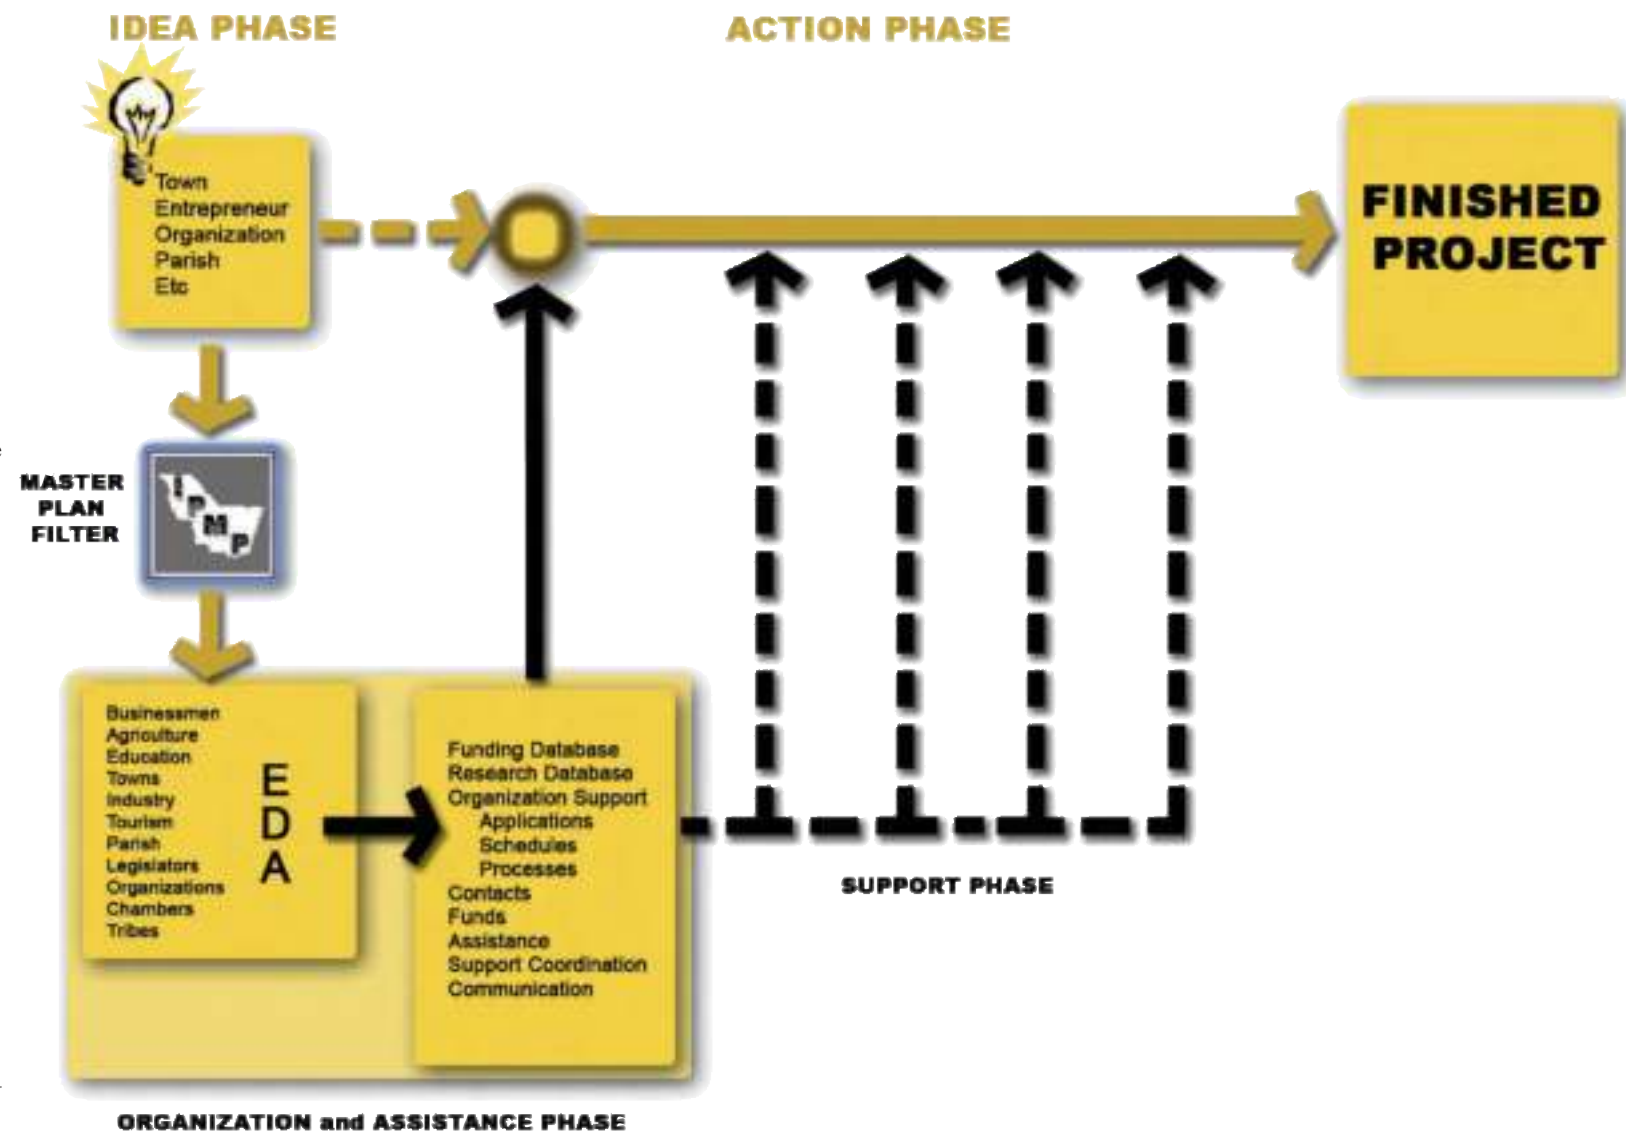 IDEA PHASE
ACTION PHASE
Town
Entrepreneur
Organization
Parish
Etc
FINISHED
PROJECT
MASTER
PLAN
FILTER
I
P
M
P
Businessmen
Agriculture
Education
Towns
Industry
Tourism
Parish
Legislators
Organizations
Chambers
Tribes
E
D
A
Funding Database
Research Database
Organization Support
Applications
Schedules
Processes
Contacts
Funds
Assistance
Support Coordination
Communication
SUPPORT PHASE
ORGANIZATION and ASSISTANCE PHASE